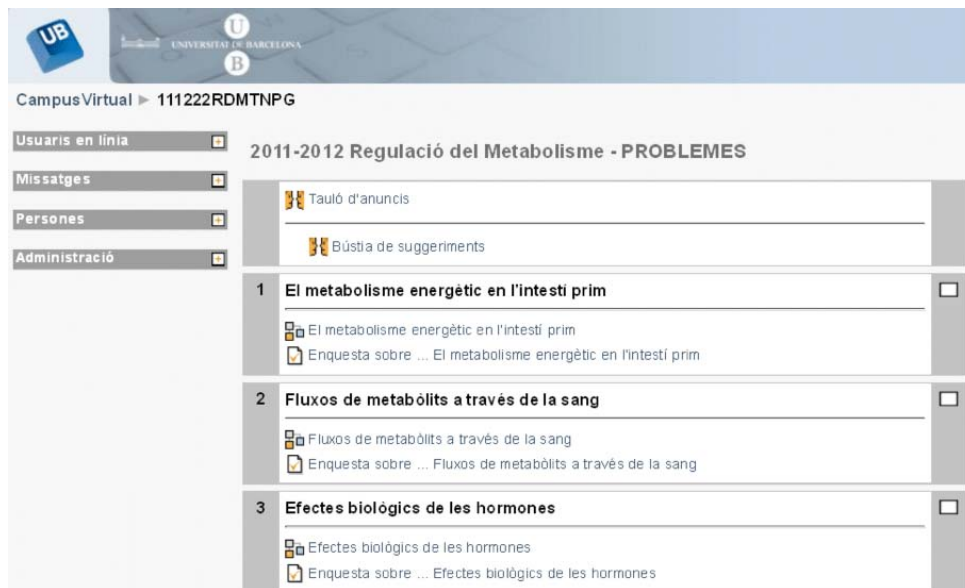 UB
UNIVERSITAT DE BARCELONA
U
B
CampusVirtual ► 111222RDMTNPG
Usuaris en línia
Missatges
Persones
Administració
2011-2012 Regulació del Metabolisme - PROBLEMES
Tauló d'anuncis
Bústia de suggeriments
1 El metabolisme energètic en l'intestí prim
El metabolisme energètic en l'intestí prim
Enquesta sobre ... El metabolisme energètic en l'intestí prim
2 Fluxos de metabòlits a través de la sang
Fluxos de metabòlits a través de la sang
Enquesta sobre ... Fluxos de metabòlits a través de la sang
3 Efectes biològics de les hormones
Efectes biològics de les hormones
Enquesta sobre ... Efectes biològics de les hormones